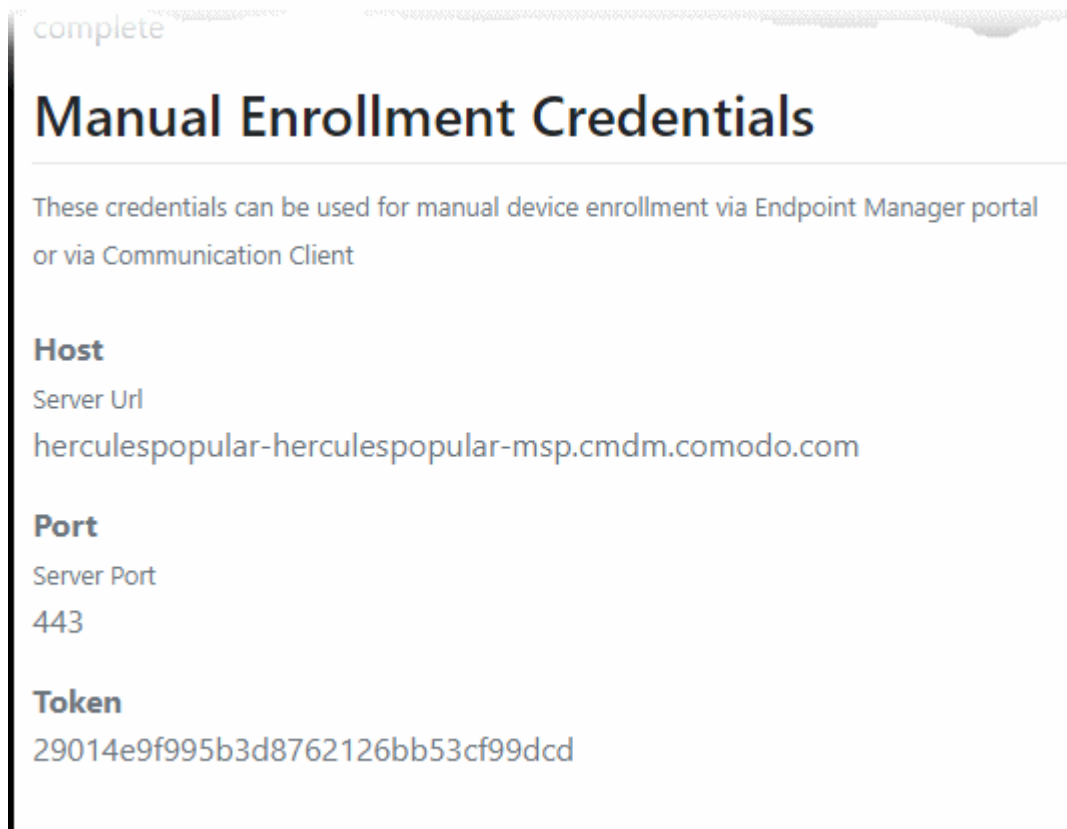 complete
Manual Enrollment Credentials
These credentials can be used for manual device enrollment via Endpoint Manager portal
or via Communication Client
Host
Server Url
herculespopular-herculespopular-msp.cmdm.comodo.com
Port
Server Port
443
Token
29014e9f995b3d8762126bb53cf99dcd